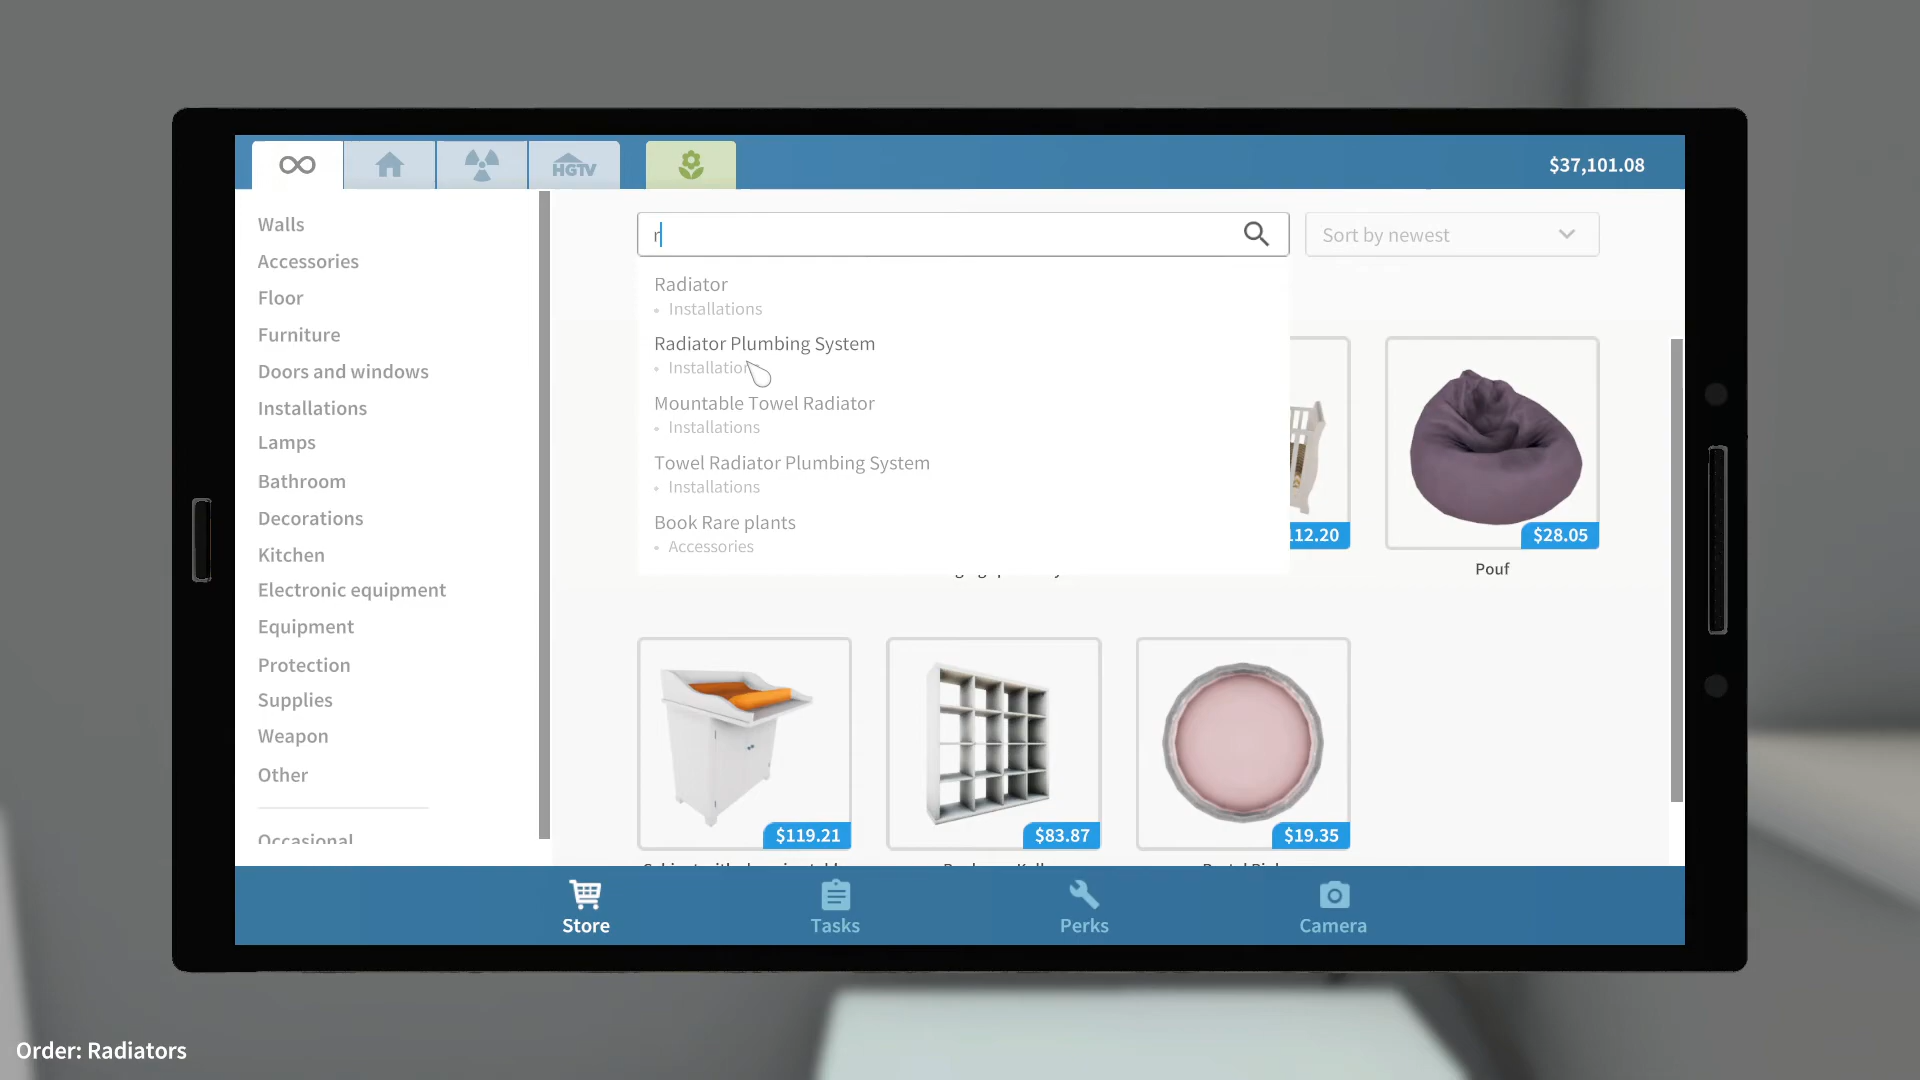 HGTV
$37,101.08
Walls
Accessories
Floor
Furniture
Doors and windows
Installations
Lamps
Bathroom
Decorations
Kitchen
Electronic equipment
Equipment
Protection
Supplies
Weapon
Other
Occasional
r
Sort by newest
Radiator
• Installations
Radiator Plumbing System
• Installation
Mountable Towel Radiator
• Installations
Towel Radiator Plumbing System
• Installations
Book Rare plants
• Accessories
12.20
$28.05
Pouf
$119.21
$83.87
$19.35
Store
Tasks
Perks
Camera
Order: Radiators